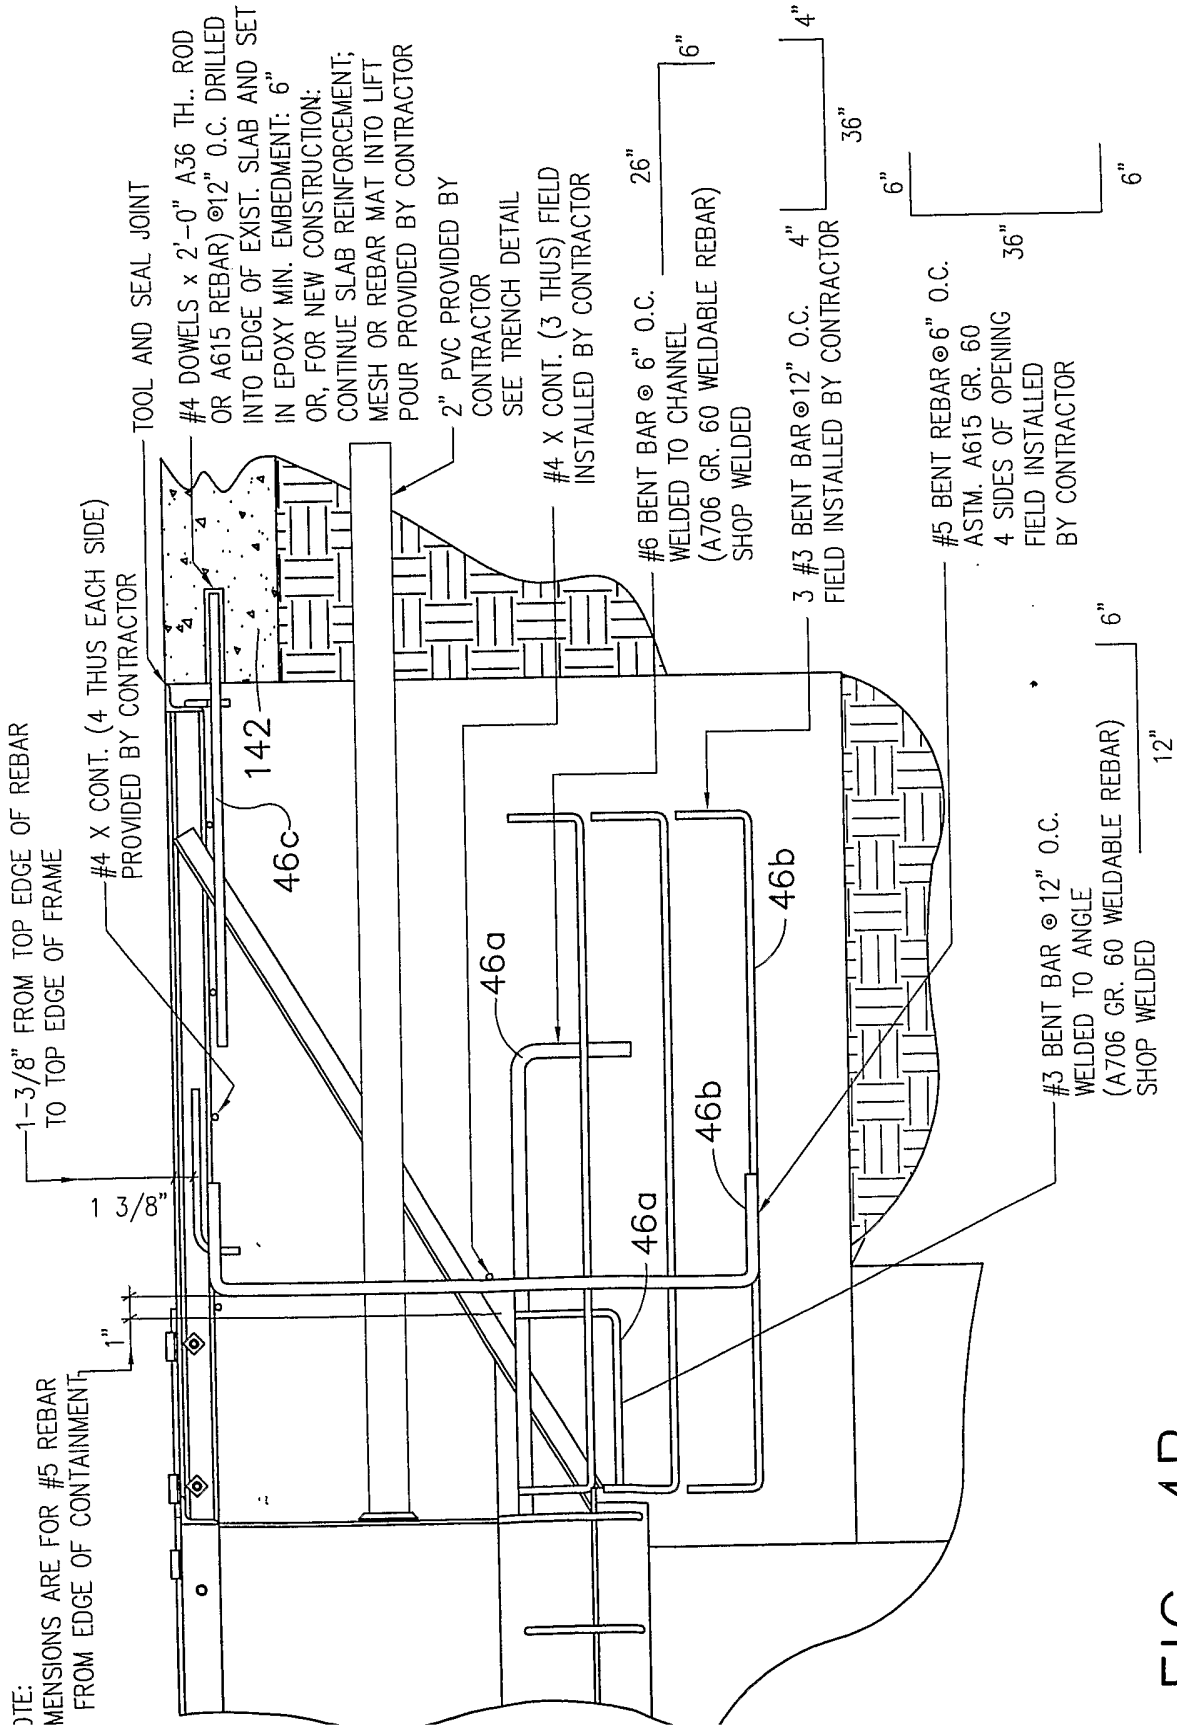 OTE:
MENSIONS ARE FOR #5 REBAR
FROM EDGE OF CONTAINMENT
1"
1-3/8" FROM TOP EDGE OF REBAR
TO TOP EDGE OF FRAME
1 3/8"
#4 X CONT. (4 THUS EACH SIDE)
PROVIDED BY CONTRACTOR
TOOL AND SEAL JOINT
#4 DOWELS x 2'-0" A36 TH.. ROD
OR A615 REBAR) @12" O.C. DRILLED
INTO EDGE OF EXIST. SLAB AND SET
IN EPOXY MIN. EMBEDMENT: 6"
OR, FOR NEW CONSTRUCTION:
CONTINUE SLAB REINFORCEMENT;
MESH OR REBAR MAT INTO LIFT
POUR PROVIDED BY CONTRACTOR
2" PVC PROVIDED BY
CONTRACTOR
SEE TRENCH DETAIL
#4 X CONT. (3 THUS) FIELD
INSTALLED BY CONTRACTOR
#6 BENT BAR @ 6" O.C.
WELDED TO CHANNEL
(A706 GR. 60 WELDABLE REBAR)
SHOP WELDED
26"
6"
3 #3 BENT BAR@12" O.C.
FIELD INSTALLED BY CONTRACTOR
4"
36"
4"
#5 BENT REBAR@6" O.C.
ASTM. A615 GR. 60
4 SIDES OF OPENING
FIELD INSTALLED
BY CONTRACTOR
6"
36"
6"
#3 BENT BAR @ 12" O.C.
WELDED TO ANGLE
(A706 GR. 60 WELDABLE REBAR)
SHOP WELDED
12"
6"
142
46c
46a
46b
46a
46b